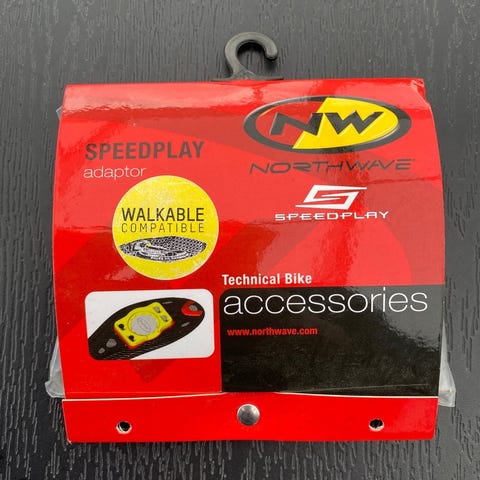 SPEEDPLAY
adaptor
WALKABLE
COMPATIBLE
NW
NORTHWAVE
SPEEDPLAY
Technical Bike
accessories
www.northwave.com